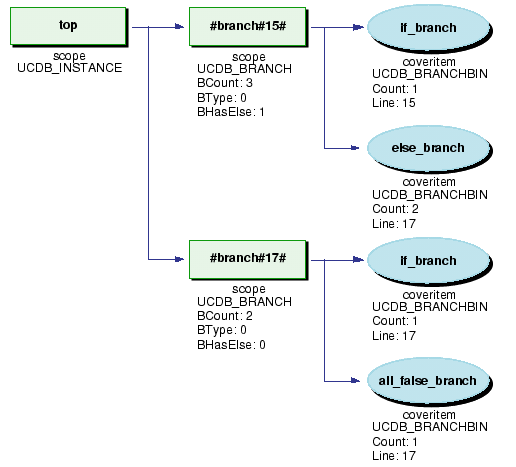 top
scope
UCDB_INSTANCE
#branch#15#
scope
UCDB_BRANCH
BCount: 3
BType: 0
BHasElse: 1
If_branch
coveritem
UCDB_BRANCHBIN
Count: 1
Line: 15
else_branch
coveritem
UCDB_BRANCHBIN
Count: 2
Line: 17
#branch#17#
scope
UCDB_BRANCH
BCount: 2
BType: 0
BHasElse: 0
If_branch
coveritem
UCDB_BRANCHBIN
Count: 1
Line: 17
all_false_branch
coveritem
UCDB_BRANCHBIN
Count: 1
Line: 17